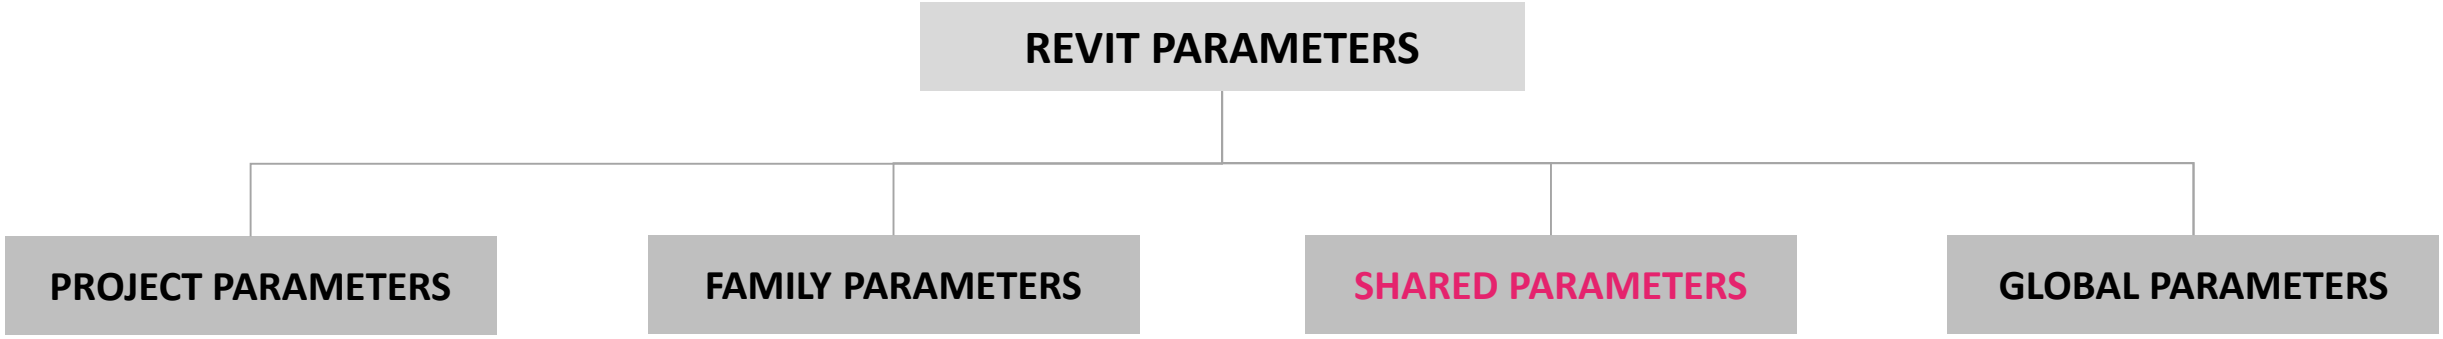 REVIT PARAMETERS
PROJECT PARAMETERS
FAMILY PARAMETERS
SHARED PARAMETERS
GLOBAL PARAMETERS